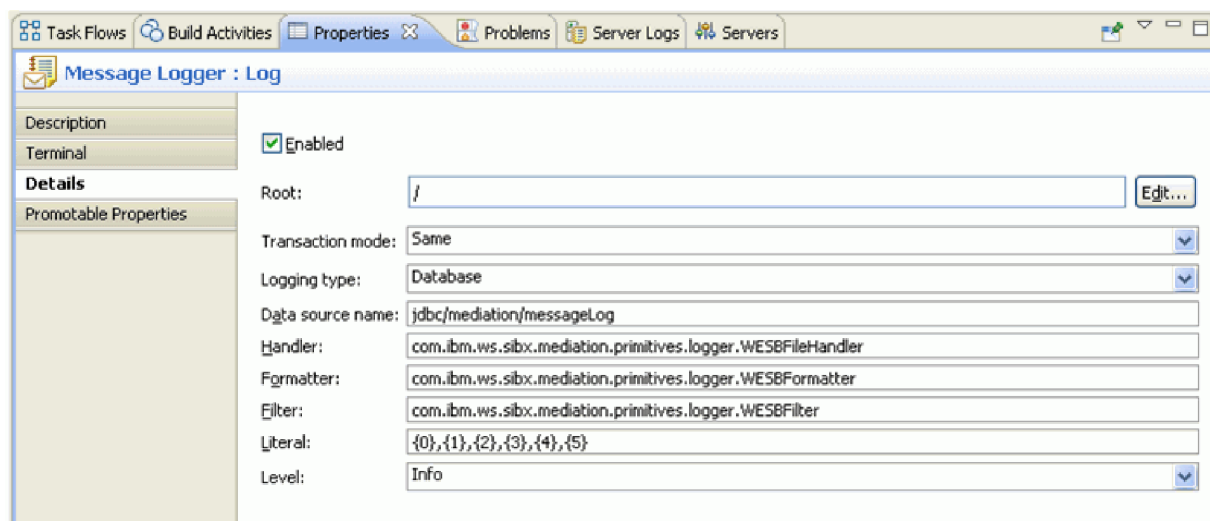 Task Flows Build Activities Properties Problems Server Logs Servers
Message Logger : Log
Description
Terminal
Details
Promotable Properties
Enabled
Root: / Edit...
Transaction mode: Same
Logging type: Database
Data source name: jdbc/mediation/messageLog
Handler: com.ibm.ws.sibx.mediation.primitives.logger.WESBFileHandler
Formatter: com.ibm.ws.sibx.mediation.primitives.logger.WESBFormatter
Filter: com.ibm.ws.sibx.mediation.primitives.logger.WESBFilter
Literal: {0},{1},{2},{3},{4},{5}
Level: Info